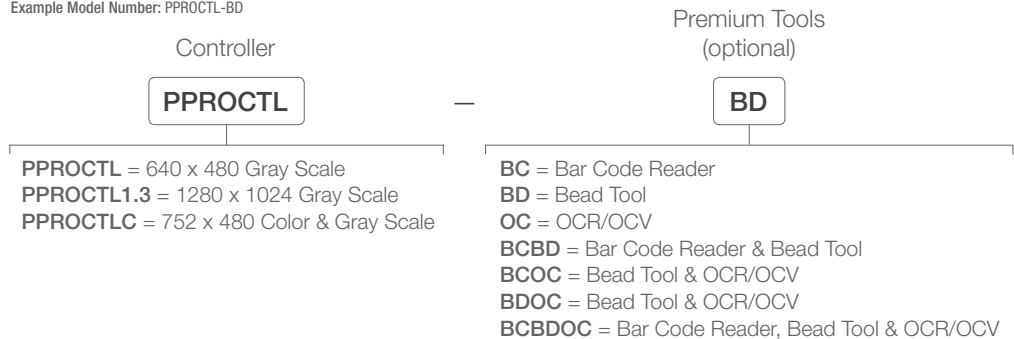 Example Model Number: PPROCTL-BD
Controller
Premium Tools
(optional)
PPROCTL
–
BD
PPROCTL = 640 x 480 Gray Scale
PPROCTL1.3 = 1280 x 1024 Gray Scale
PPROCTLC = 752 x 480 Color & Gray Scale
BC = Bar Code Reader
BD = Bead Tool
OC = OCR/OCV
BCBD = Bar Code Reader & Bead Tool
BCOC = Bead Tool & OCR/OCV
BDOC = Bead Tool & OCR/OCV
BCBDOC = Bar Code Reader, Bead Tool & OCR/OCV